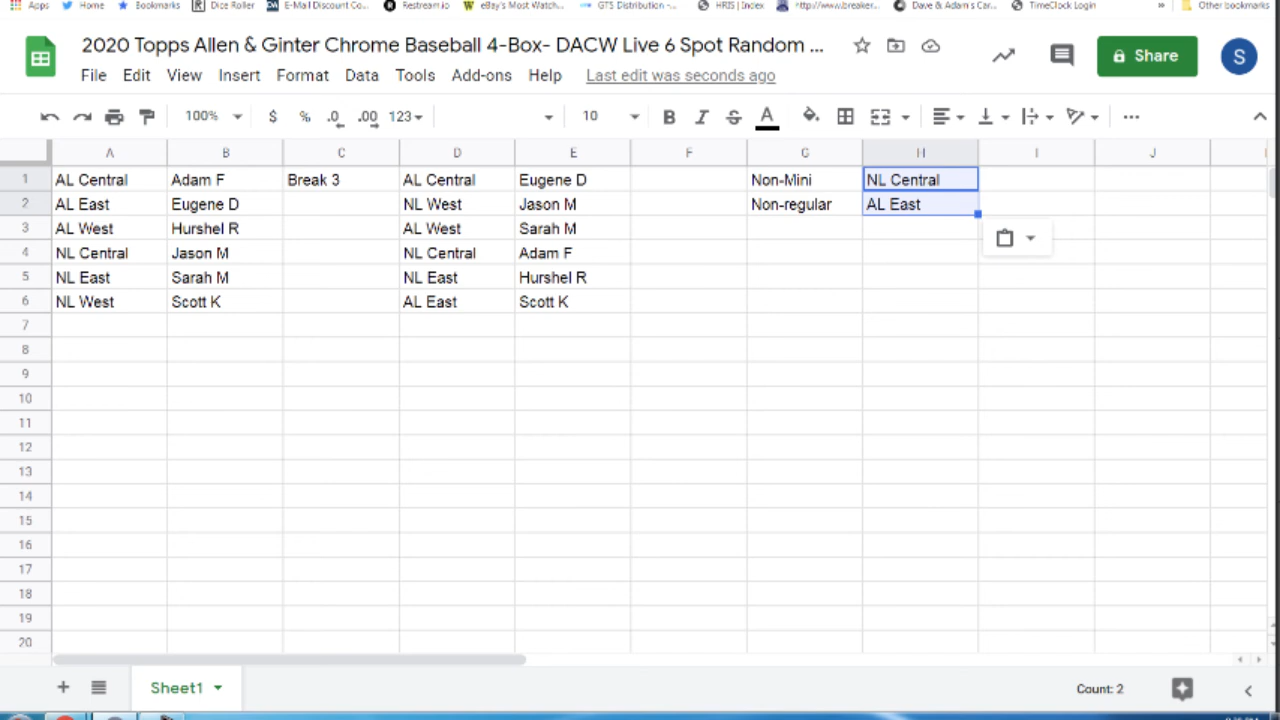 Apps Home Bookmarks Dice Roller E-Mail Discount Co... Restream.io eBay's Most Watch... GTS Distribution -... HRIS | Index http://www.breaker... Dave & Adam's Car... TimeClock Login » Other bookmarks
2020 Topps Allen & Ginter Chrome Baseball 4-Box- DACW Live 6 Spot Random ...
Share S
File Edit View Insert Format Data Tools Add-ons Help Last edit was seconds ago
100% $ % .0 .00 123 10 B I S A ...
A B C D E F G H I J
1 AL Central Adam F Break 3 AL Central Eugene D Non-Mini NL Central
2 AL East Eugene D NL West Jason M Non-regular AL East
3 AL West Hurshel R AL West Sarah M
4 NL Central Jason M NL Central Adam F
5 NL East Sarah M NL East Hurshel R
6 NL West Scott K AL East Scott K
7
8
9
10
11
12
13
14
15
16
17
18
19
20
+ Sheet1 Count: 2